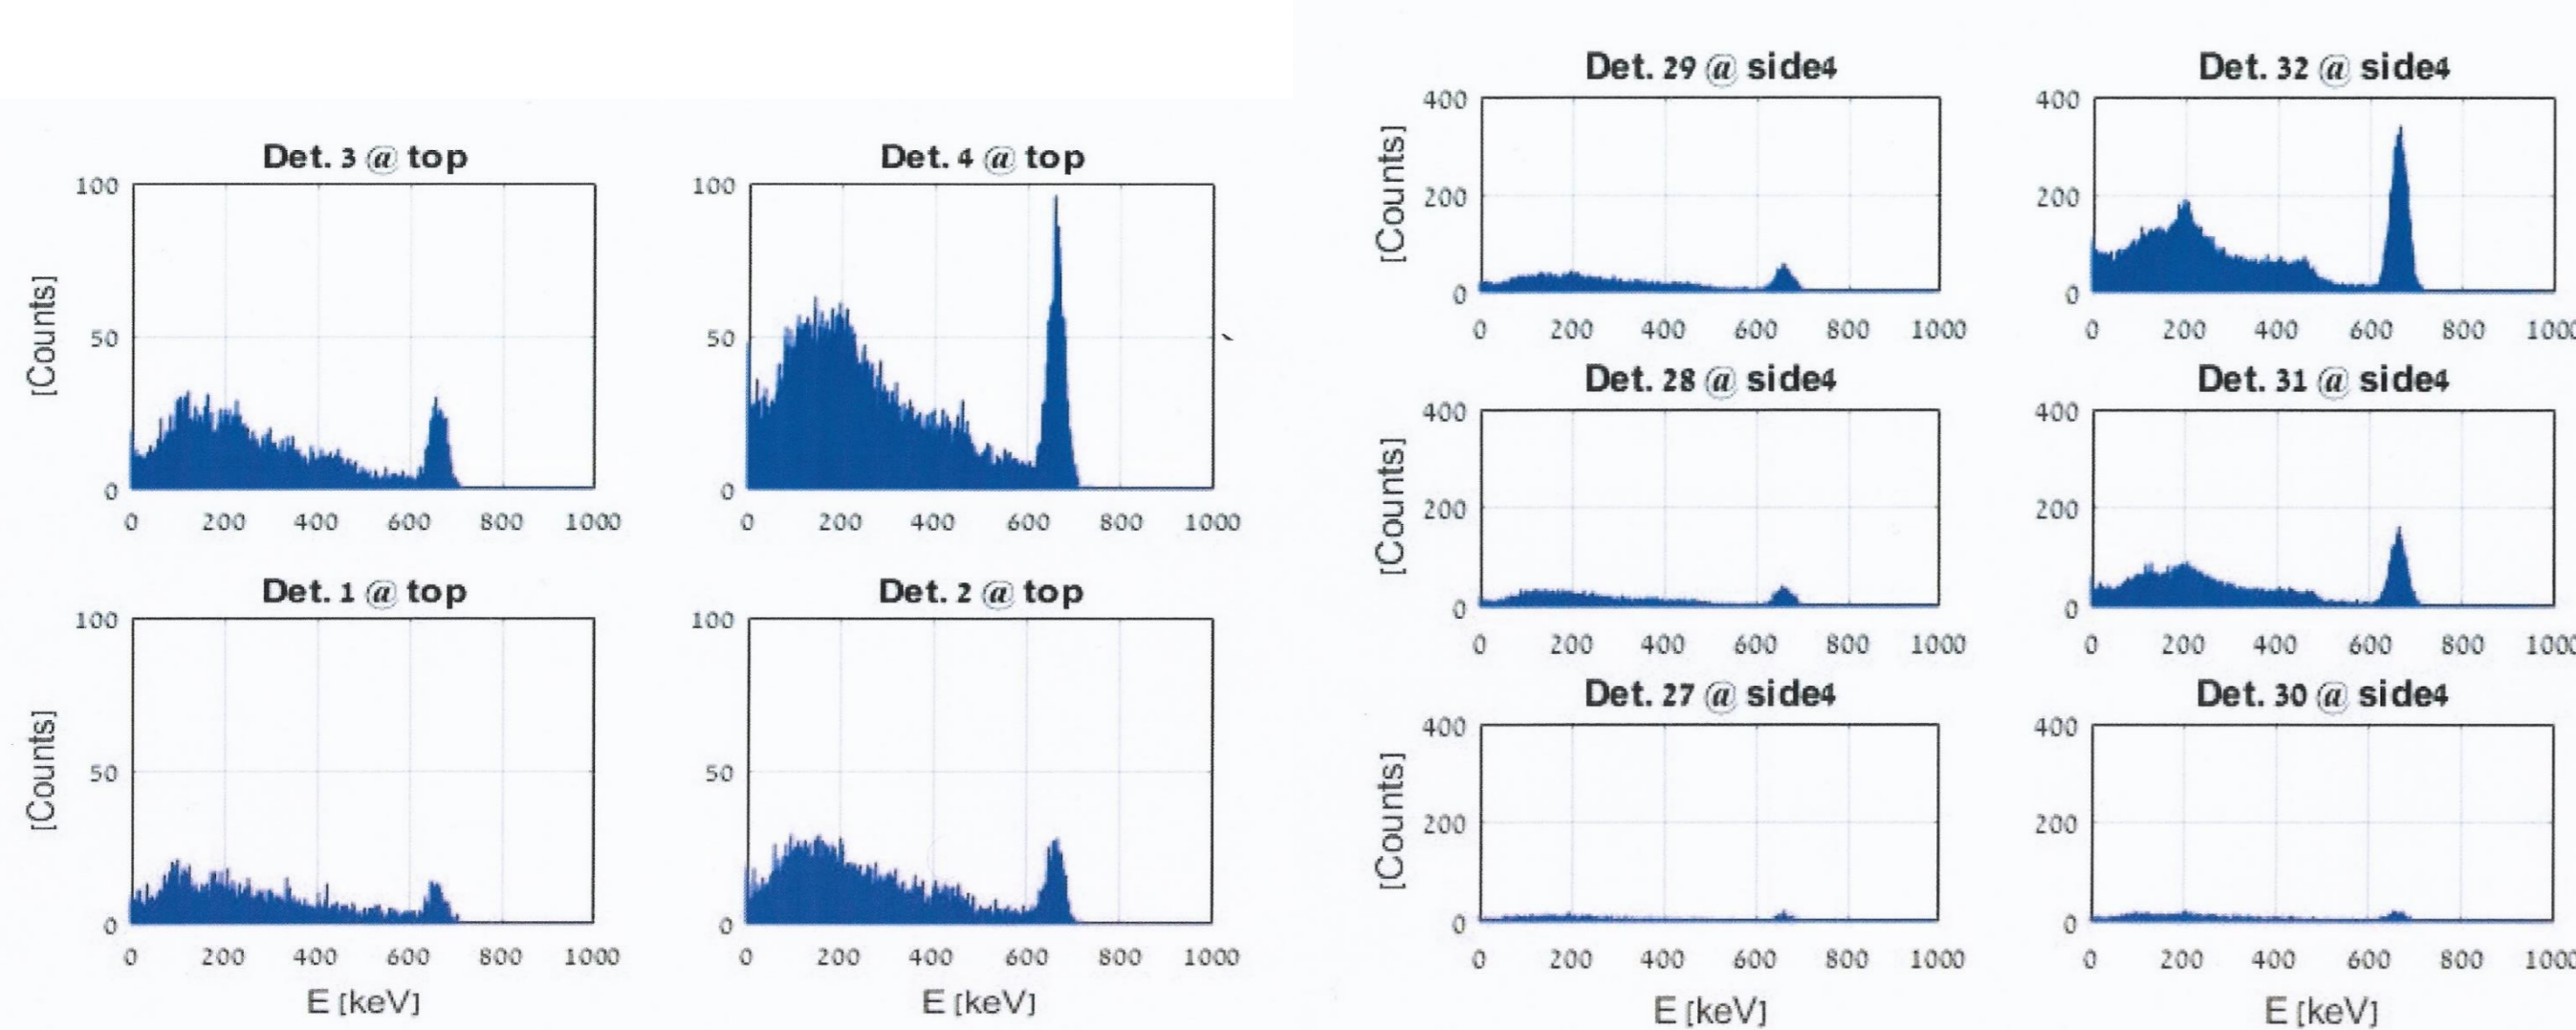 Det. 3 @ top
Det. 4 @ top
[Counts]
100
50
0
0 200 400 600 800 1000
100
50
0
0 200 400 600 800 1000
Det. 1 @ top
Det. 2 @ top
[Counts]
100
50
0
0 200 400 600 800 1000
E [keV]
100
50
0
0 200 400 600 800 1000
E [keV]
Det. 29 @ side4
Det. 32 @ side4
[Counts]
400
200
0
0 200 400 600 800 1000
400
200
0
0 200 400 600 800 1000
Det. 28 @ side4
Det. 31 @ side4
[Counts]
400
200
0
0 200 400 600 800 1000
400
200
0
0 200 400 600 800 1000
Det. 27 @ side4
Det. 30 @ side4
[Counts]
400
200
0
0 200 400 600 800 1000
E [keV]
400
200
0
0 200 400 600 800 1000
E [keV]